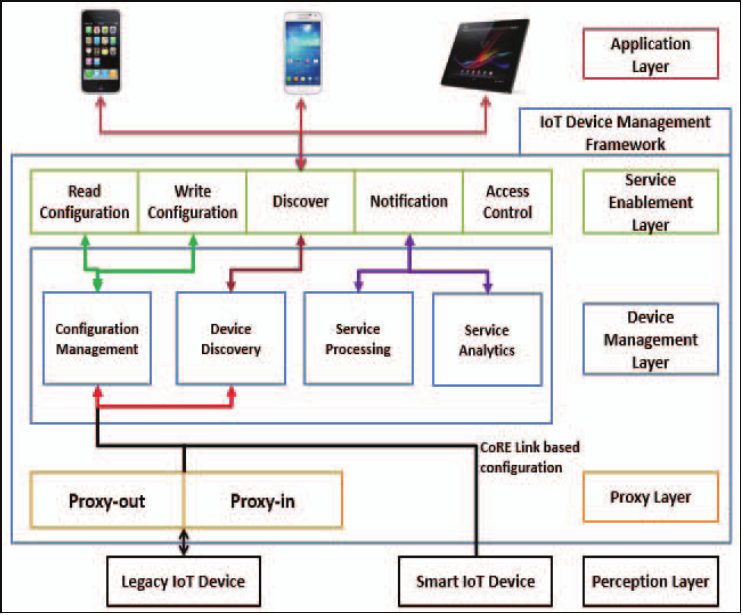 Application
Layer
IoT Device Management
Framework
Read
Configuration
Write
Configuration
Discover
Notification
Access
Control
Service
Enablement
Layer
Configuration
Management
Device
Discovery
Service
Processing
Service
Analytics
Device
Management
Layer
CoRE Link based
configuration
Proxy-out
Proxy-in
Proxy Layer
Legacy IoT Device
Smart IoT Device
Perception Layer